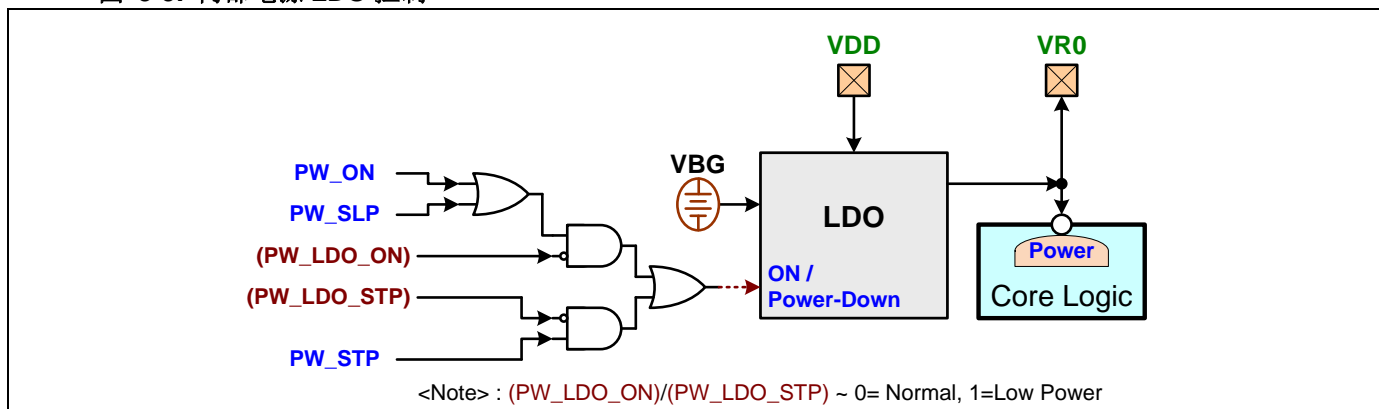 VDD
VR0
PW_ON
PW_SLP
(PW_LDO_ON)
(PW_LDO_STP)
PW_STP
VBG
LDO
ON /
Power-Down
Power
Core Logic
<Note> : (PW_LDO_ON)/(PW_LDO_STP) ~ 0= Normal, 1=Low Power